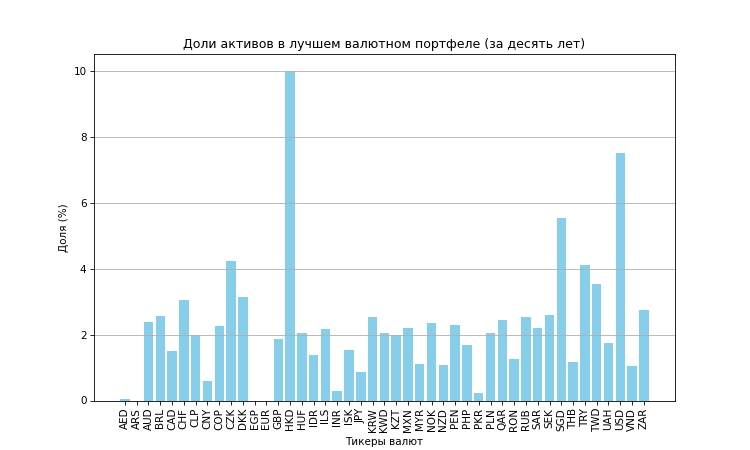 Доли активов в лучшем валютном портфеле (за десять лет)
Доля (%)
10
8
6
4
2
0
AED ARS AUD BRL CAD CHF CLP CNY COP CZK DKK EGP EUR GBP HKD HUF IDR ILS INR ISK JPY KRW KWD KZT MXN MYR NOK NZD PEN PHP PKR PLN QAR RON RUB SAR SEK SGD THB TRY TWD UAH USD VND ZAR
Тикеры валют